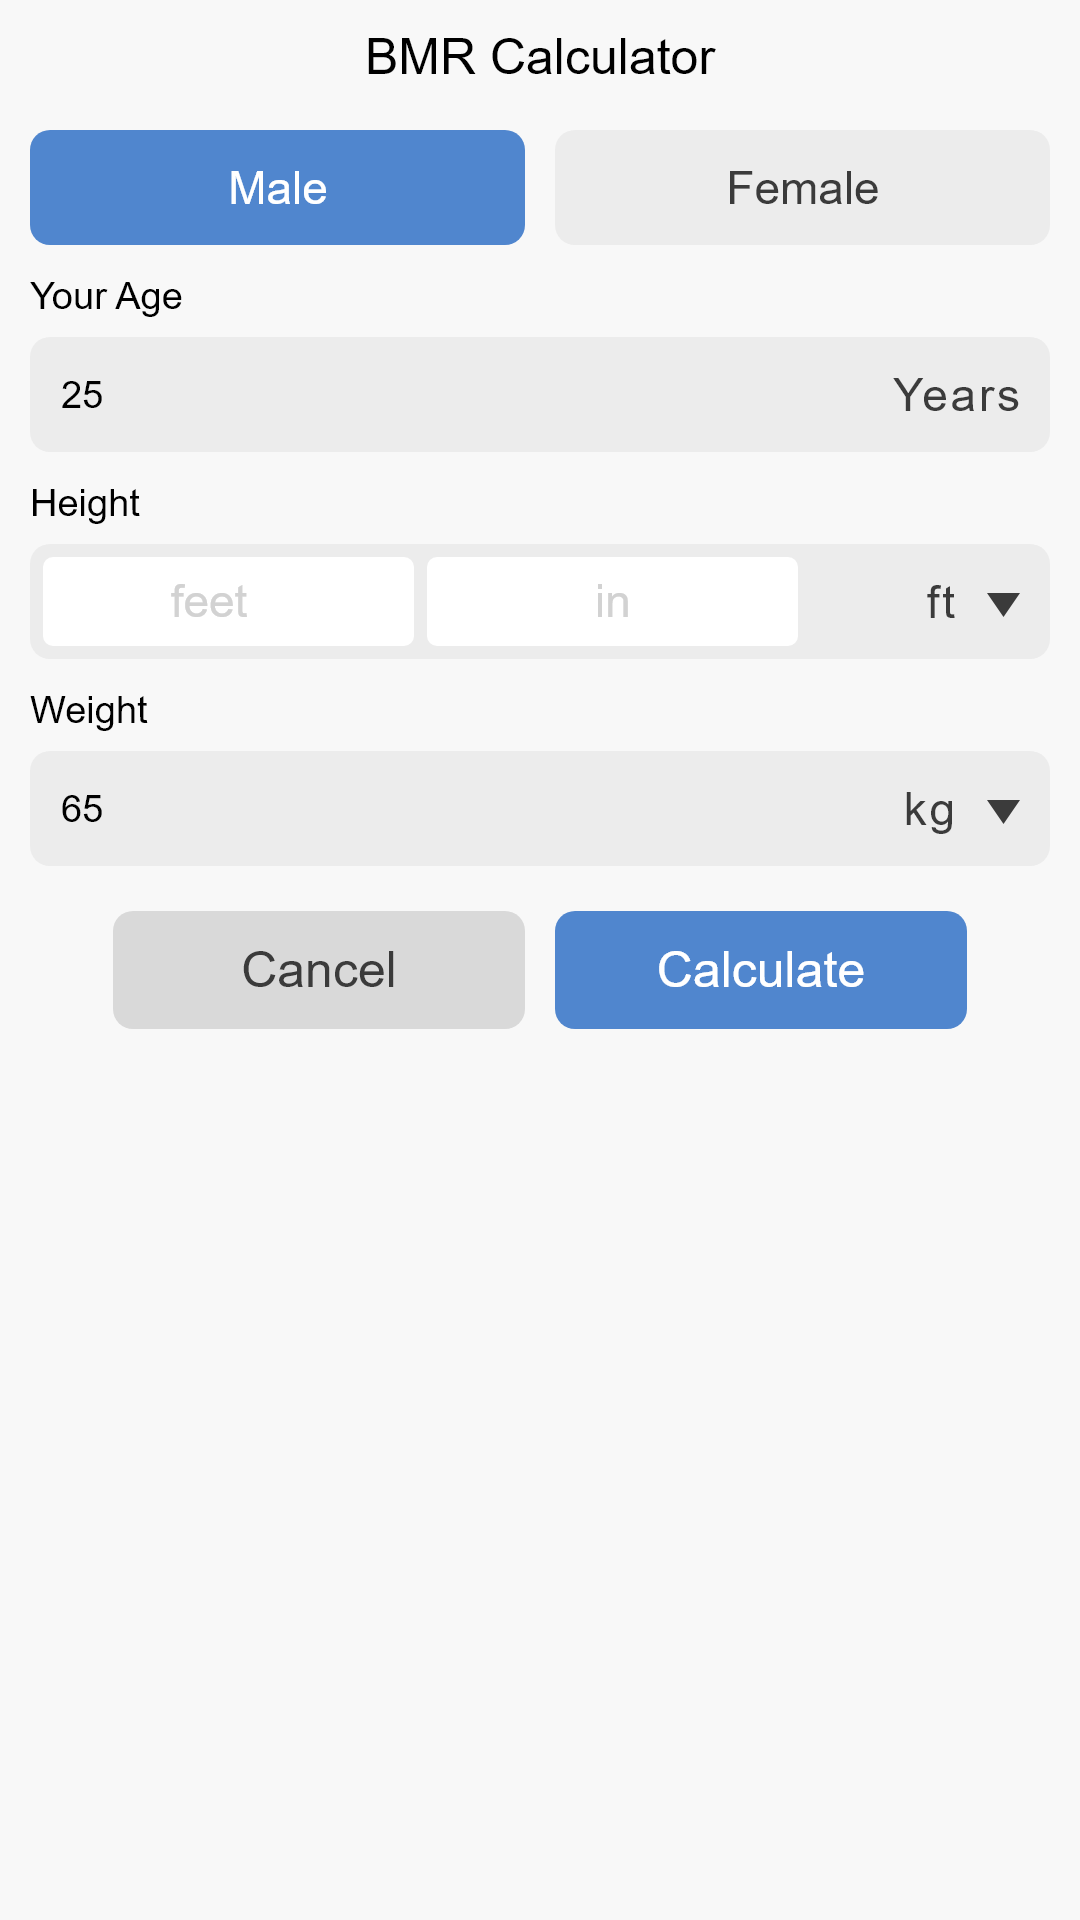 BMR Calculator
Male Female
Your Age
25 Years
Height
feet in ft
Weight
65 kg
Cancel Calculate